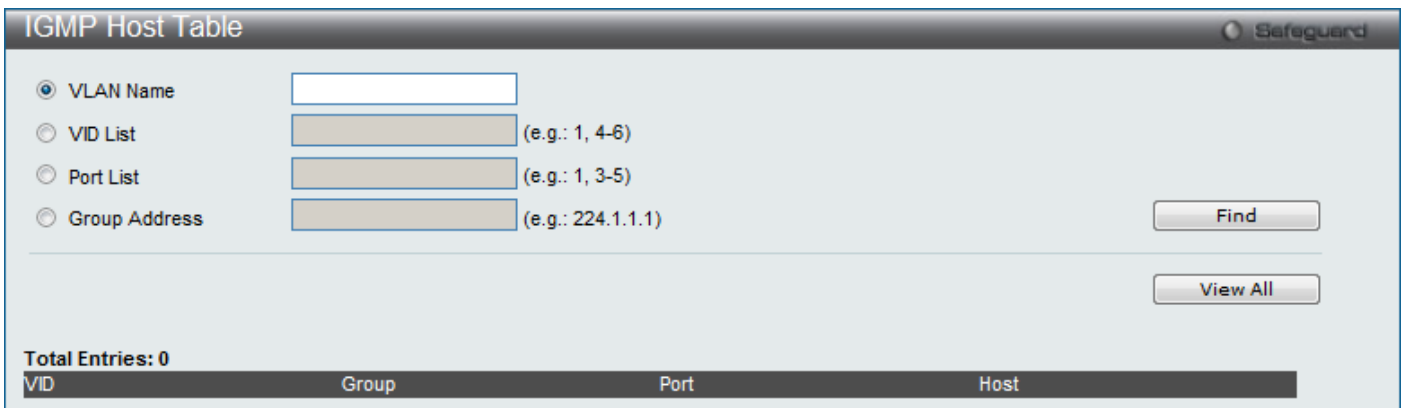 IGMP Host Table
Safeguard
VLAN Name
VID List (e.g.: 1, 4-6)
Port List (e.g.: 1, 3-5)
Group Address (e.g.: 224.1.1.1) Find
View All
Total Entries: 0
VID Group Port Host